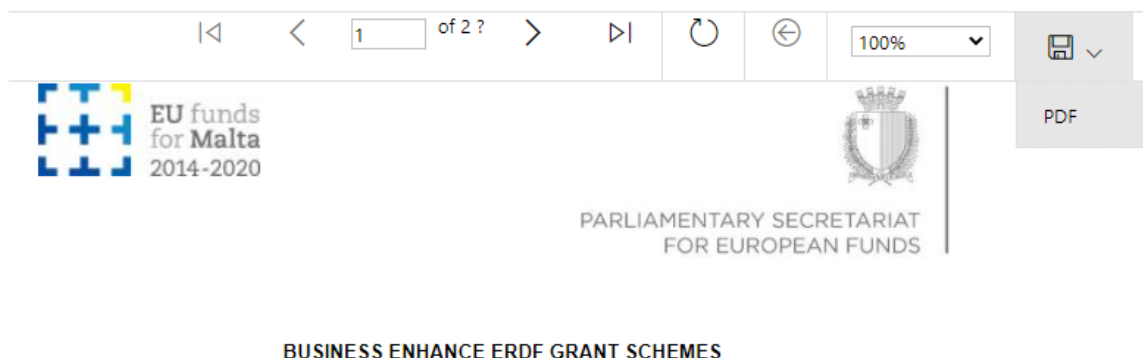 1 of 2 ? 100%
PDF
EU funds
for Malta
2014-2020
PARLIAMENTARY SECRETARIAT
FOR EUROPEAN FUNDS
BUSINESS ENHANCE ERDF GRANT SCHEMES